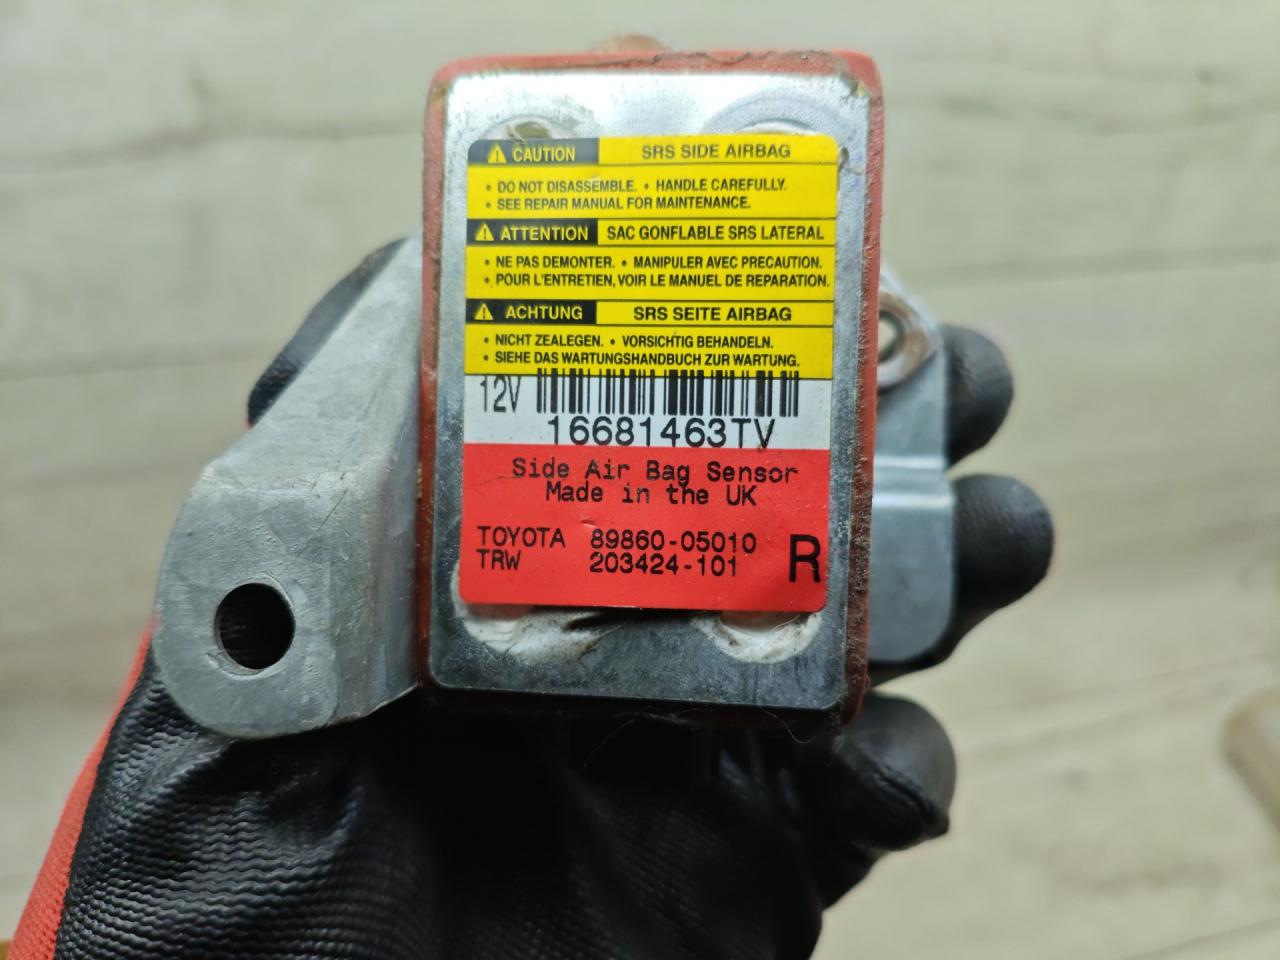 CAUTION SRS SIDE AIRBAG
• DO NOT DISASSEMBLE. • HANDLE CAREFULLY.
• SEE REPAIR MANUAL FOR MAINTENANCE.
ATTENTION SAC GONFLABLE SRS LATERAL
• NE PAS DEMONTER. • MANIPULER AVEC PRECAUTION.
• POUR L'ENTRETIEN, VOIR LE MANUEL DE REPARATION.
ACHTUNG SRS SEITE AIRBAG
• NICHT ZEALEGEN. • VORSICHTIG BEHANDELN.
• SIEHE DAS WARTUNGSHANDBUCH ZUR WARTUNG.
12V
16681463TV
Side Air Bag Sensor
Made in the UK
TOYOTA 89860-05010
TRW 203424-101
R